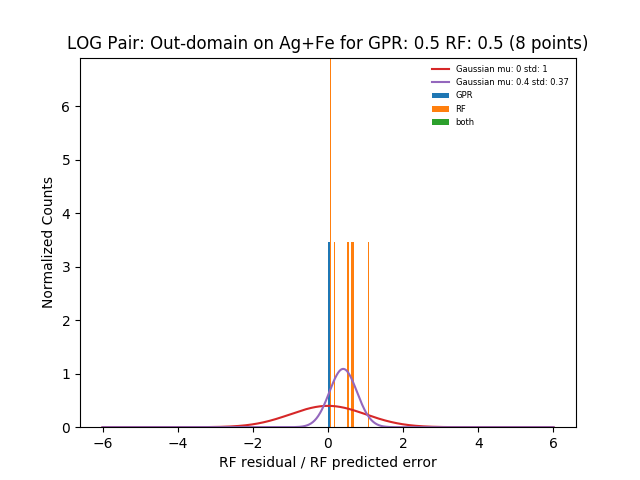 LOG Pair: Out-domain on Ag+Fe for GPR: 0.5 RF: 0.5 (8 points)
Gaussian mu: 0 std: 1
Gaussian mu: 0.4 std: 0.37
GPR
RF
both
Normalized Counts
6
5
4
3
2
1
0
−6 −4 −2 0 2 4 6
RF residual / RF predicted error